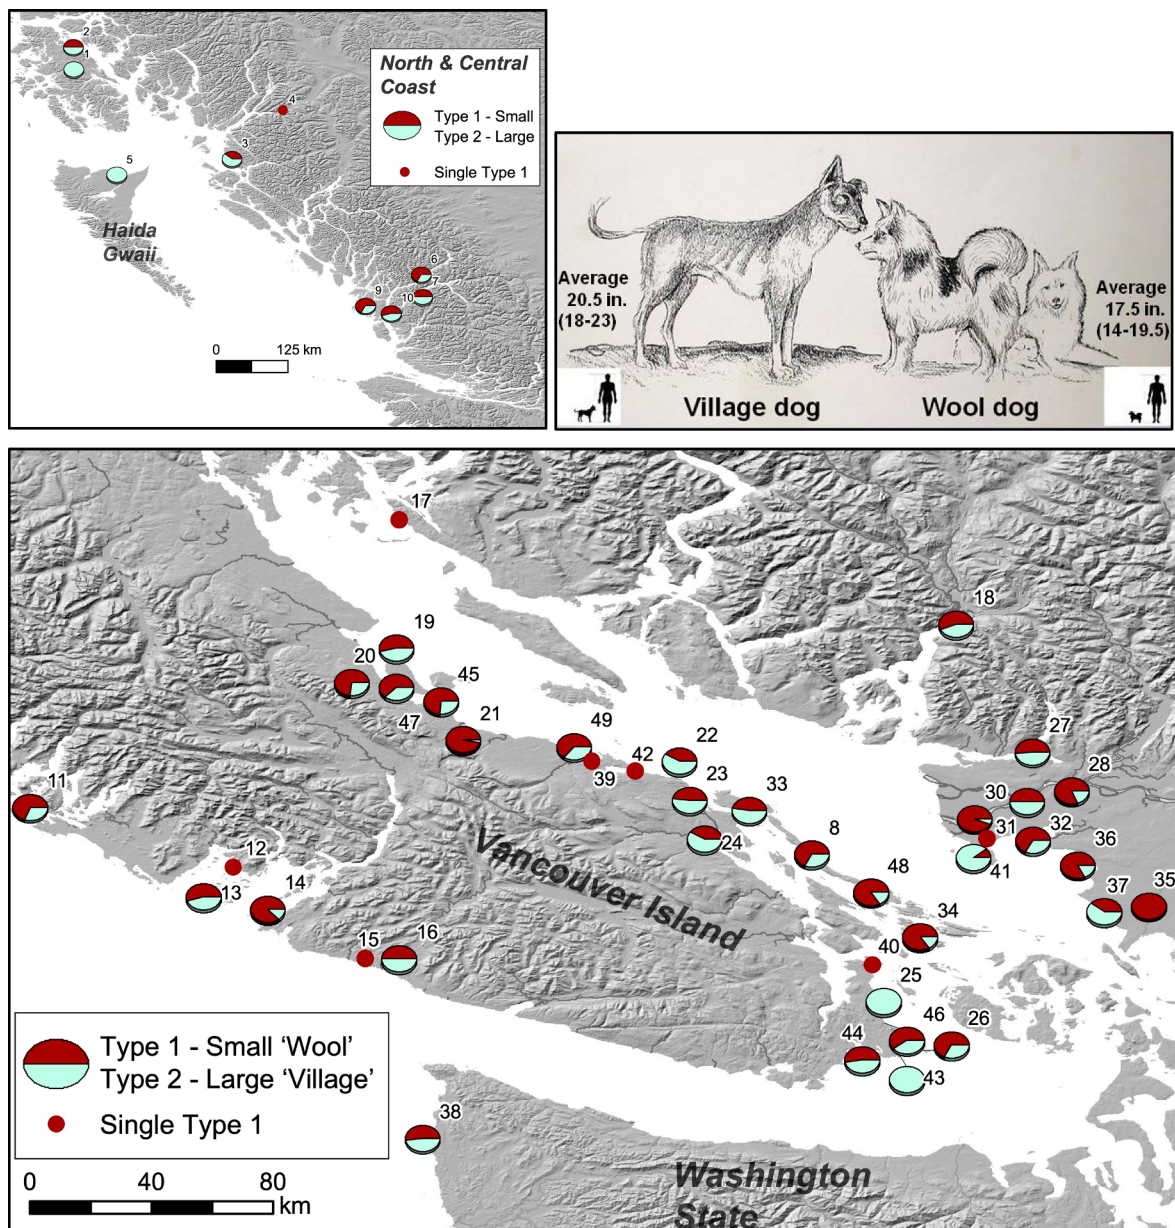 2
1
North & Central
Coast
Type 1 - Small
Type 2 - Large
Single Type 1
4
3
5
Haida
Gwaii
6
7
9
10
0 125 km
Average
20.5 in.
(18-23)
Average
17.5 in.
(14-19.5)
Village dog
Wool dog
17
18
19
20
45
47
21
49
39
42
22
23
24
33
27
28
30
31
32
41
36
37
35
11
12
13
14
15
16
8
48
34
40
25
46
26
44
43
38
Vancouver Island
Washington
State
Type 1 - Small ‘Wool’
Type 2 - Large ‘Village’
Single Type 1
0 40 80
km